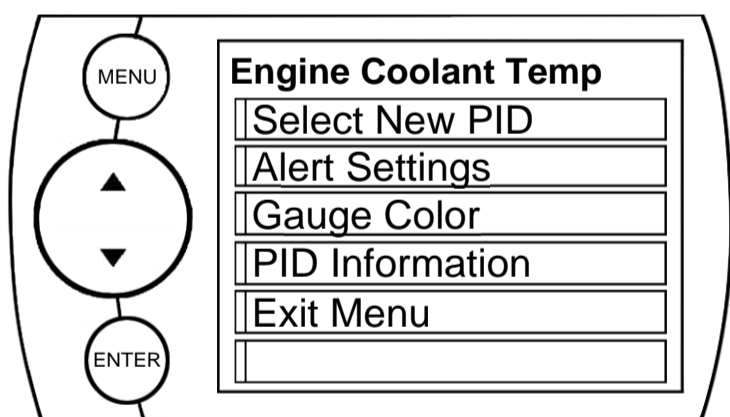 MENU
Engine Coolant Temp
Select New PID
Alert Settings
Gauge Color
PID Information
Exit Menu
ENTER